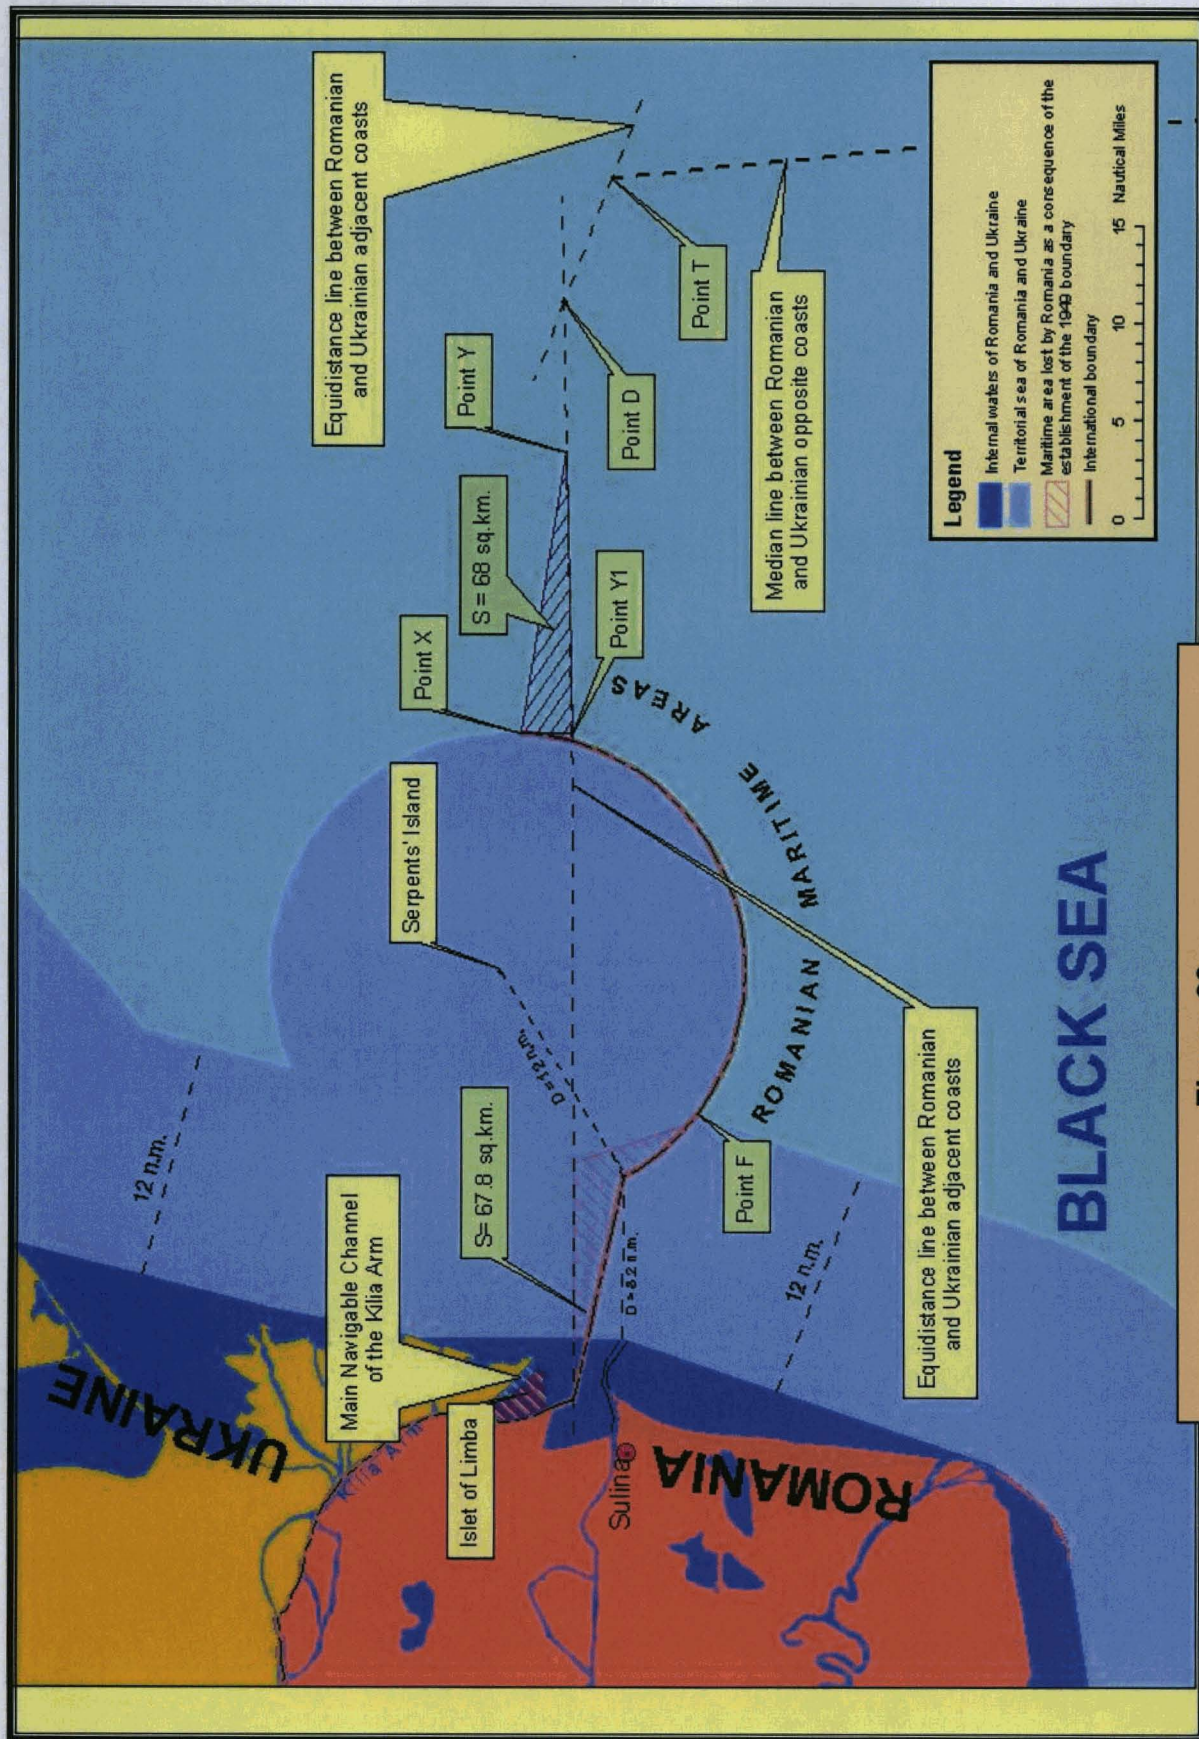 UKRAINE
12 n.m.
Equidistance line between Romanian
and Ukrainian adjacent coasts
Main Navigable Channel
of the Kilia Arm
Kilia Arm
Islet of Limba
S= 67.8 sq.km.
Serpents' Island
D=12 n.m.
Point X
S = 68 sq.km.
Point Y
Point D
Point T
Point Y1
Sulina
ROMANIA
Point F
12 n.m.
ROMANIAN MARITIME AREAS
Median line between Romanian
and Ukrainian opposite coasts
Equidistance line between Romanian
and Ukrainian adjacent coasts
BLACK SEA
Legend
Internal waters of Romania and Ukraine
Territorial sea of Romania and Ukraine
Maritime area lost by Romania as a consequence of the
establishment of the 1949 boundary
International boundary
0 5 10 15 Nautical Miles